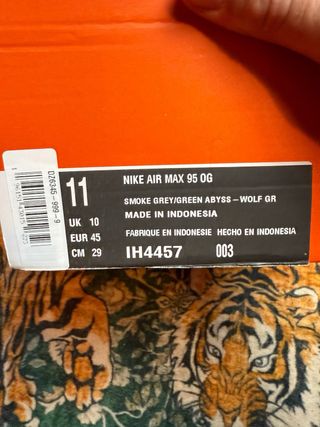 11
UK 10
EUR 45
CM 29
NIKE AIR MAX 95 OG
SMOKE GREY/GREEN ABYSS-WOLF GR
MADE IN INDONESIA
FABRIQUE EN INDONESIE HECHO EN INDONESIA
IH4457 003